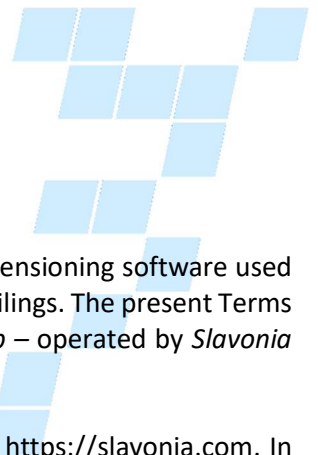 ensioning software used
ilings. The present Terms
– operated by Slavonia
https://slavonia.com. In